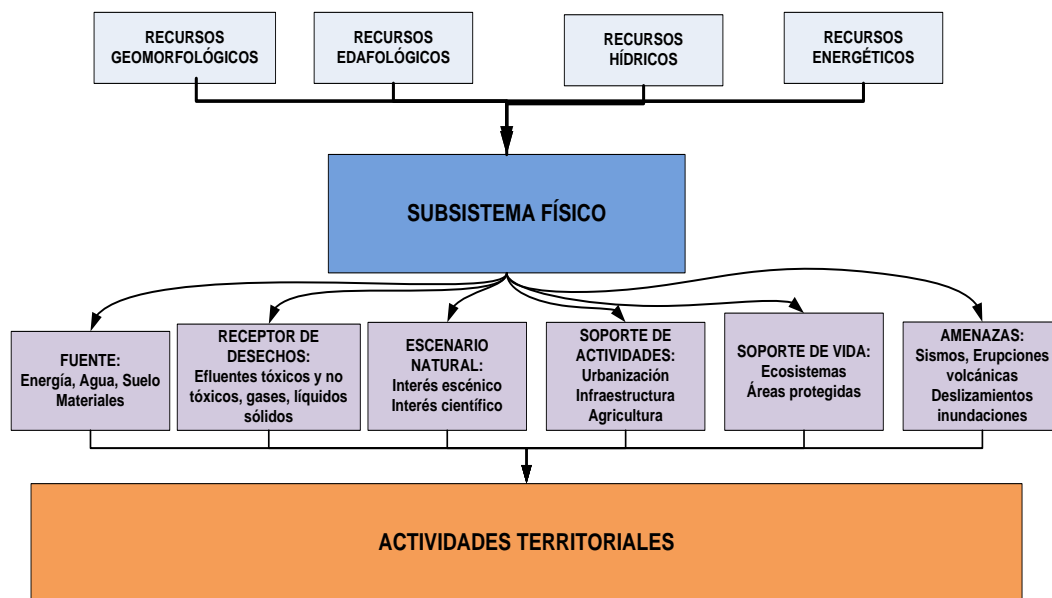 RECURSOS
GEOMORFOLÓGICOS
RECURSOS
EDAFOLÓGICOS
RECURSOS
HÍDRICOS
RECURSOS
ENERGÉTICOS
SUBSISTEMA FÍSICO
FUENTE:
Energía, Agua, Suelo
Materiales
RECEPTOR DE
DESECHOS:
Efluentes tóxicos y no
tóxicos, gases, líquidos
sólidos
ESCENARIO
NATURAL:
Interés escénico
Interés científico
SOPORTE DE
ACTIVIDADES:
Urbanización
Infraestructura
Agricultura
SOPORTE DE VIDA:
Ecosistemas
Áreas protegidas
AMENAZAS:
Sismos, Erupciones
volcánicas
Deslizamientos
inundaciones
ACTIVIDADES TERRITORIALES